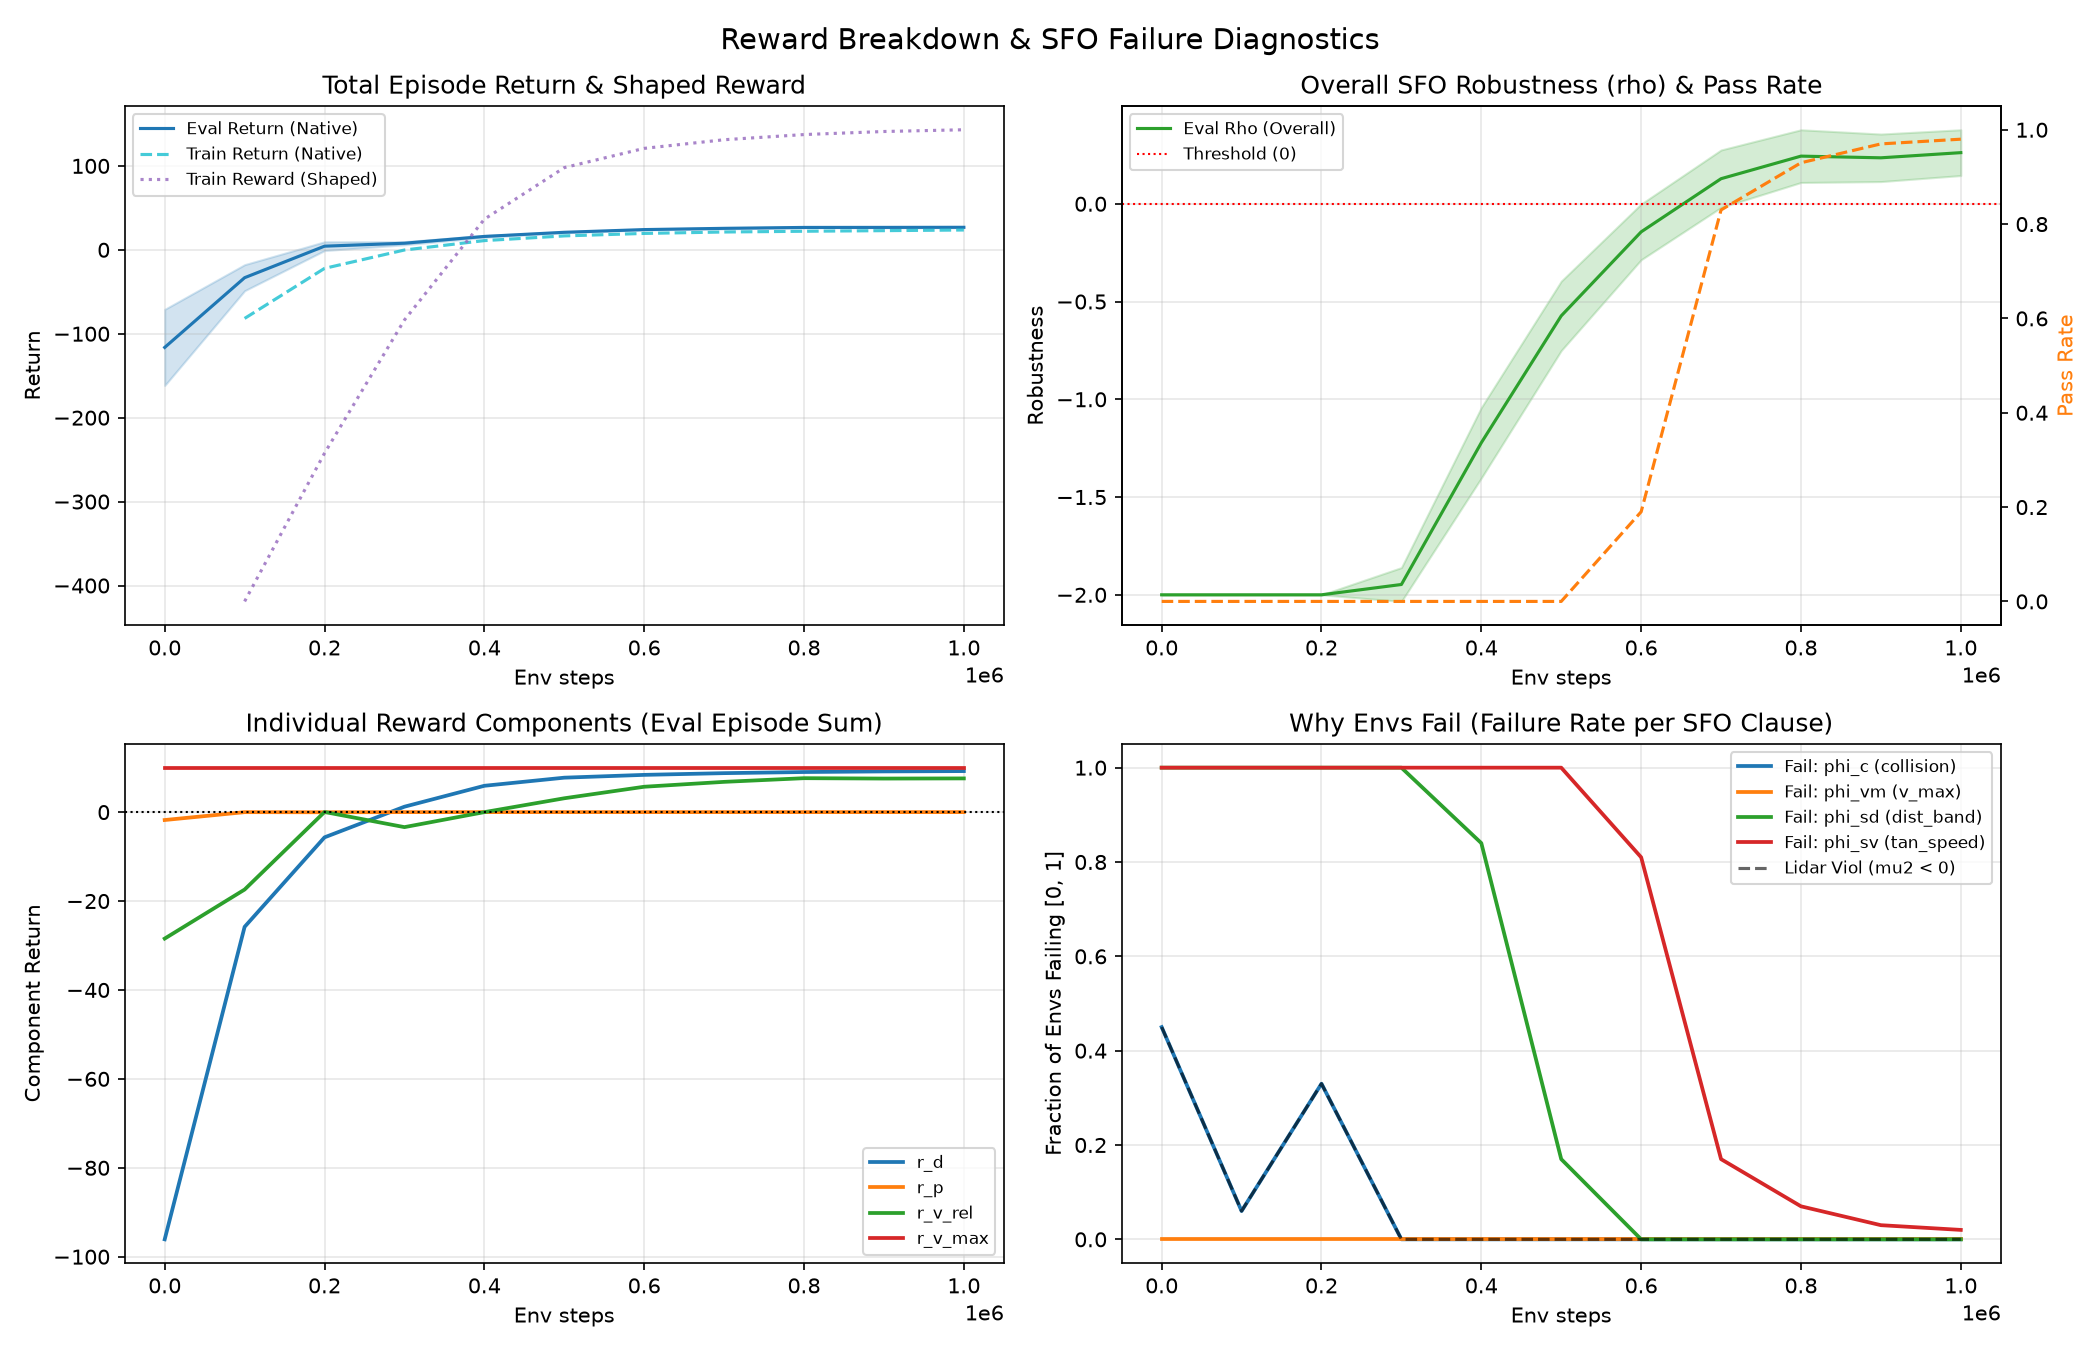 Reward Breakdown & SFO Failure Diagnostics
Total Episode Return & Shaped Reward
Eval Return (Native)
Train Return (Native)
Train Reward (Shaped)
100
0
−100
−200
−300
−400
Return
0.0 0.2 0.4 0.6 0.8 1.0
1e6
Env steps
Overall SFO Robustness (rho) & Pass Rate
Eval Rho (Overall)
Threshold (0)
0.0
−0.5
−1.0
−1.5
−2.0
Robustness
1.0
0.8
0.6
0.4
0.2
0.0
Pass Rate
0.0 0.2 0.4 0.6 0.8 1.0
1e6
Env steps
Individual Reward Components (Eval Episode Sum)
0
−20
−40
−60
−80
−100
Component Return
r_d
r_p
r_v_rel
r_v_max
0.0 0.2 0.4 0.6 0.8 1.0
1e6
Env steps
Why Envs Fail (Failure Rate per SFO Clause)
Fail: phi_c (collision)
Fail: phi_vm (v_max)
Fail: phi_sd (dist_band)
Fail: phi_sv (tan_speed)
Lidar Viol (mu2 < 0)
1.0
0.8
0.6
0.4
0.2
0.0
Fraction of Envs Failing [0, 1]
0.0 0.2 0.4 0.6 0.8 1.0
1e6
Env steps